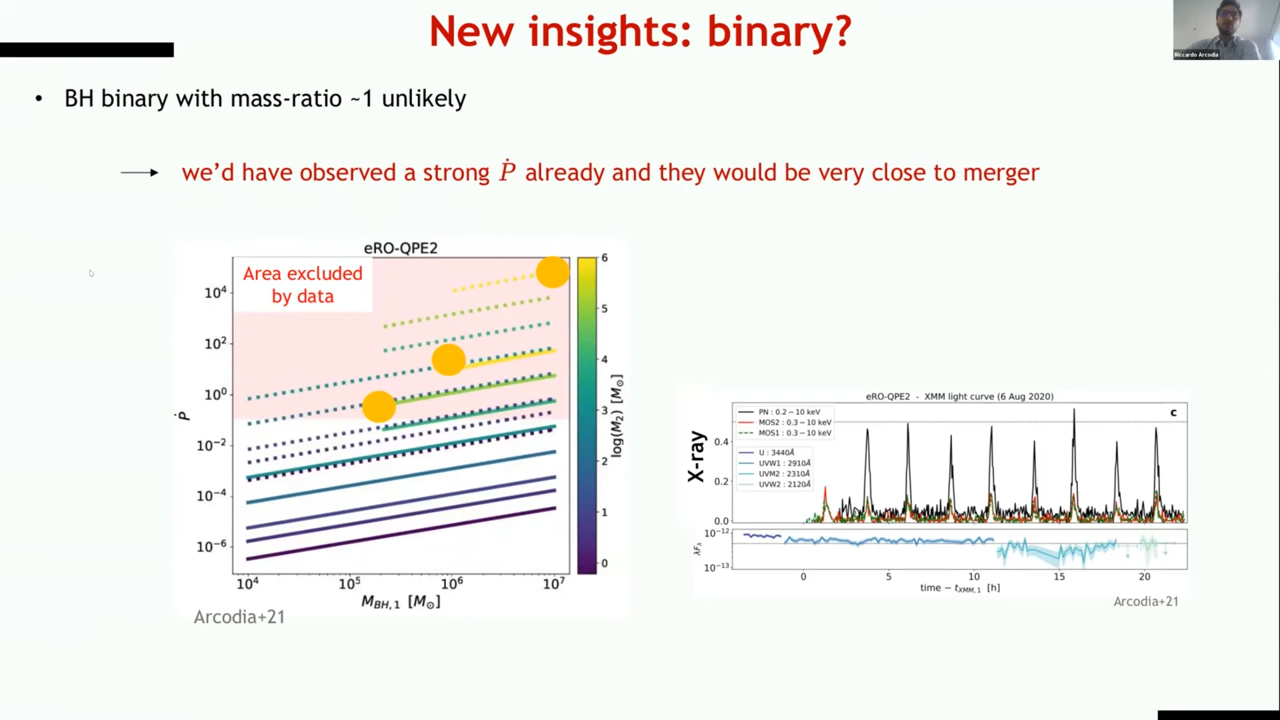 New insights: binary?
Riccardo Arcodia
• BH binary with mass-ratio ~1 unlikely
we'd have observed a strong Ṗ already and they would be very close to merger
eRO-QPE2
Area excluded
by data
10⁴
10²
10⁰
10⁻²
10⁻⁴
10⁻⁶
Ṗ
10⁴ 10⁵ 10⁶ 10⁷
M_BH,1 [M⊙]
6
5
4
3
2
1
0
log(M₂) [M⊙]
Arcodia+21
eRO-QPE2 - XMM light curve (6 Aug 2020)
c
PN : 0.2 − 10 keV
MOS2 : 0.3 − 10 keV
MOS1 : 0.3 − 10 keV
U : 3440Å
UVW1 : 2910Å
UVM2 : 2310Å
UVW2 : 2120Å
X-ray
0.4
0.2
0.0
10⁻¹²
10⁻¹³
λF_λ
0 5 10 15 20
time − t_XMM,1 [h]
Arcodia+21